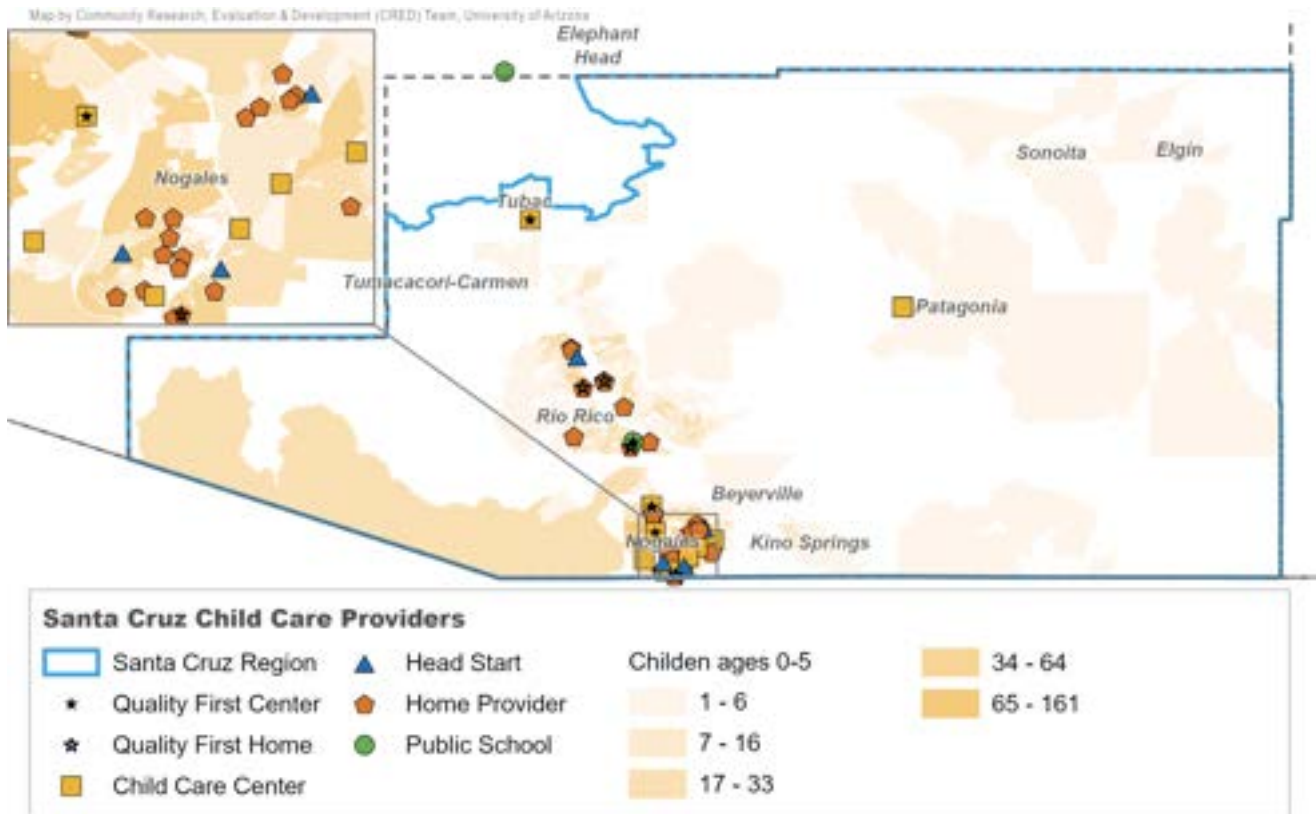 Map by Community Research, Evaluation & Development (CRED) Team, University of Arizona
Elephant
Head
Nogales
Sonoita
Elgin
Tubac
Tumacacori-Carmen
Patagonia
Rio Rico
Beyerville
Nogales
Kino Springs
Santa Cruz Child Care Providers
Santa Cruz Region
Quality First Center
Quality First Home
Child Care Center
Head Start
Home Provider
Public School
Childen ages 0-5
1 - 6
7 - 16
17 - 33
34 - 64
65 - 161